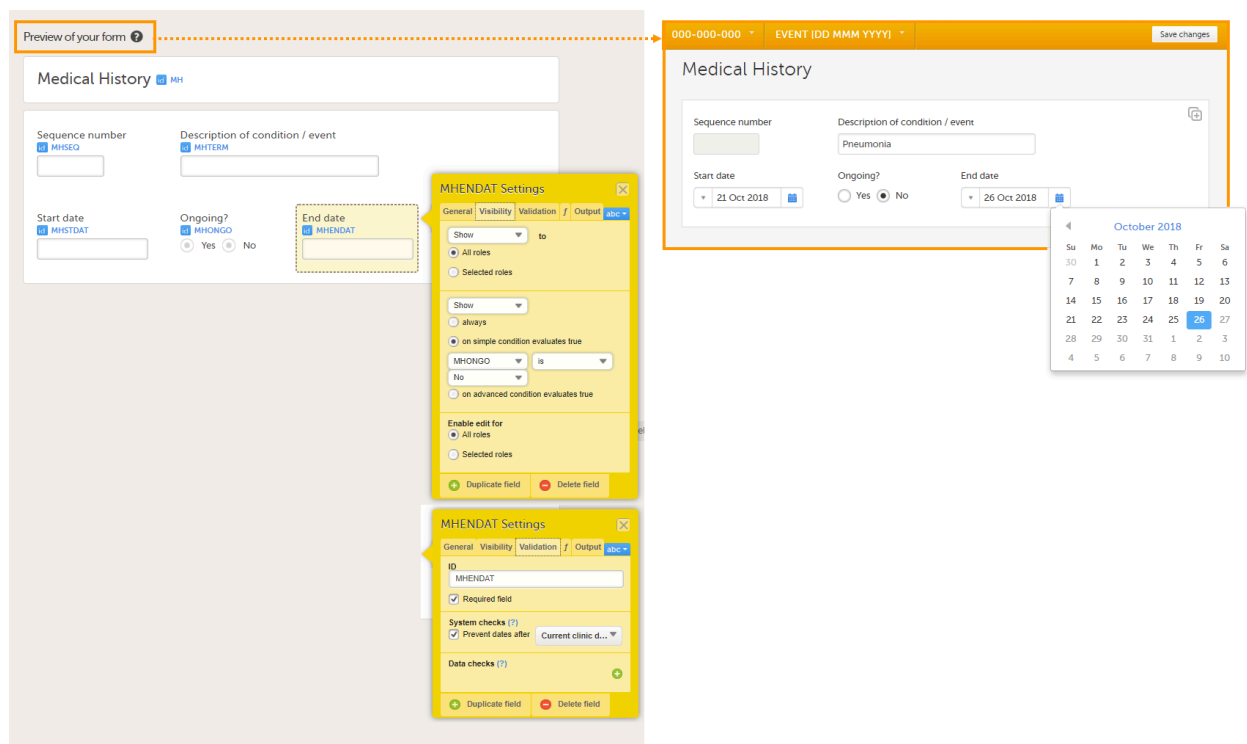 Preview of your form ?
Medical History id MH
Sequence number
id MHSEQ
Description of condition / event
id MHTERM
Start date
id MHSTDAT
Ongoing?
id MHONGO
Yes No
End date
id MHENDAT
MHENDAT Settings
General Visibility Validation ƒ Output abc
Show to
All roles
Selected roles
Show
always
on simple condition evaluates true
MHONGO is
No
on advanced condition evaluates true
Enable edit for
All roles
Selected roles
Duplicate field Delete field
MHENDAT Settings
General Visibility Validation ƒ Output abc
ID
MHENDAT
Required field
System checks (?)
Prevent dates after Current clinic d...
Data checks (?)
Duplicate field Delete field
000-000-000 EVENT [DD MMM YYYY] Save changes
Medical History
Sequence number
Description of condition / event
Pneumonia
Start date
21 Oct 2018
Ongoing?
Yes No
End date
26 Oct 2018
October 2018
Su Mo Tu We Th Fr Sa
30 1 2 3 4 5 6
7 8 9 10 11 12 13
14 15 16 17 18 19 20
21 22 23 24 25 26 27
28 29 30 31 1 2 3
4 5 6 7 8 9 10